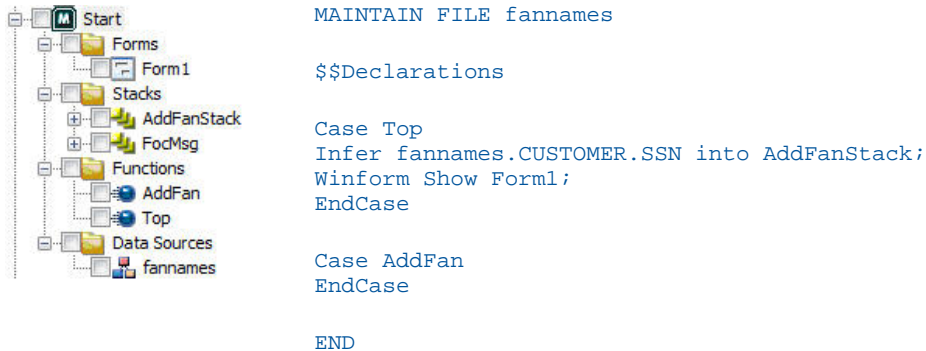 Start
Forms
Form1
Stacks
AddFanStack
FocMsg
Functions
AddFan
Top
Data Sources
fannames
MAINTAIN FILE fannames
$$Declarations
Case Top
Infer fannames.CUSTOMER.SSN into AddFanStack;
Winform Show Form1;
EndCase
Case AddFan
EndCase
END